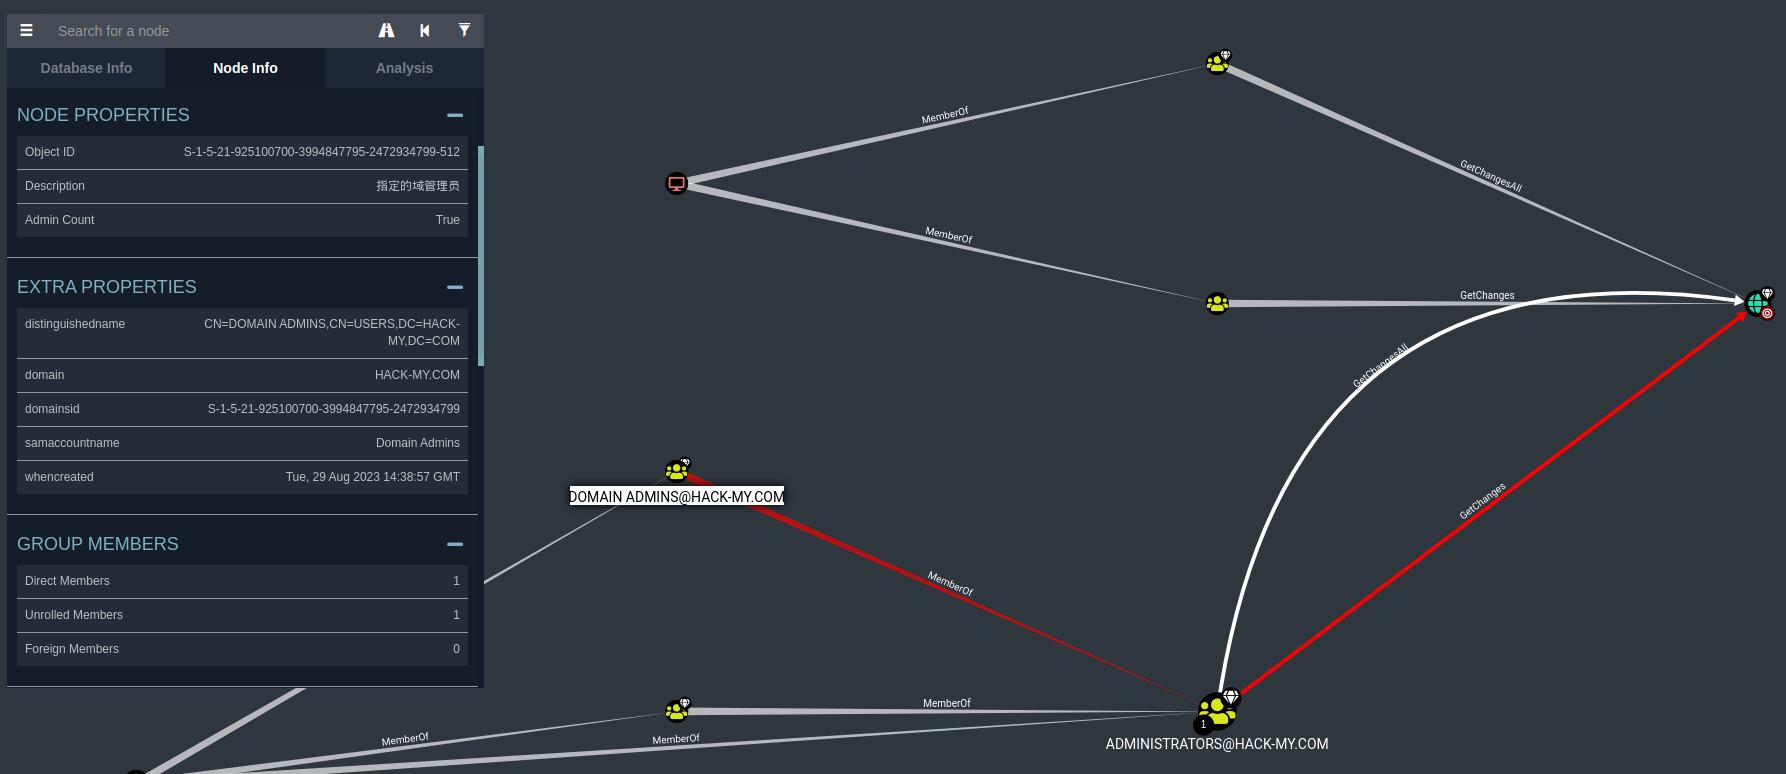 Search for a node
Database Info
Node Info
Analysis
NODE PROPERTIES
Object ID
S-1-5-21-925100700-3994847795-2472934799-512
Description
指定的域管理员
Admin Count
True
EXTRA PROPERTIES
distinguishedname
CN=DOMAIN ADMINS,CN=USERS,DC=HACK-
MY,DC=COM
domain
HACK-MY.COM
domainsid
S-1-5-21-925100700-3994847795-2472934799
samaccountname
Domain Admins
whencreated
Tue, 29 Aug 2023 14:38:57 GMT
GROUP MEMBERS
Direct Members
1
Unrolled Members
1
Foreign Members
0
MemberOf
GetChangesAll
MemberOf
GetChanges
GetChangesAll
DOMAIN ADMINS@HACK-MY.COM
GetChanges
MemberOf
MemberOf
MemberOf
MemberOf
1
ADMINISTRATORS@HACK-MY.COM